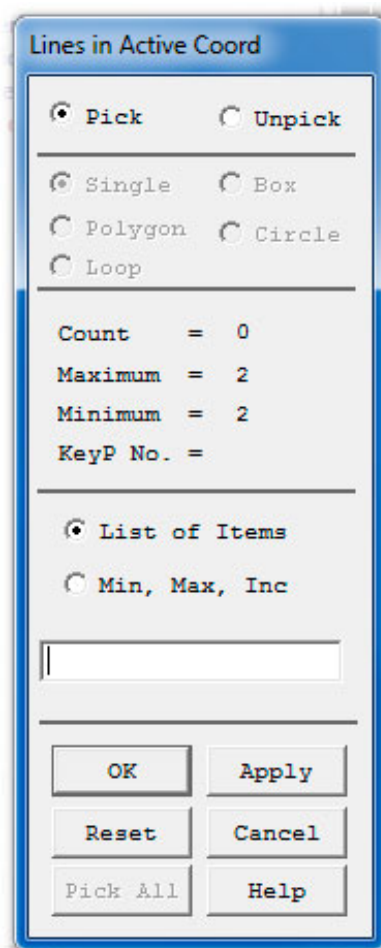 Lines in Active Coord
Pick Unpick
Single Box
Polygon Circle
Loop
Count = 0
Maximum = 2
Minimum = 2
KeyP No. =
List of Items
Min, Max, Inc
OK Apply
Reset Cancel
Pick All Help